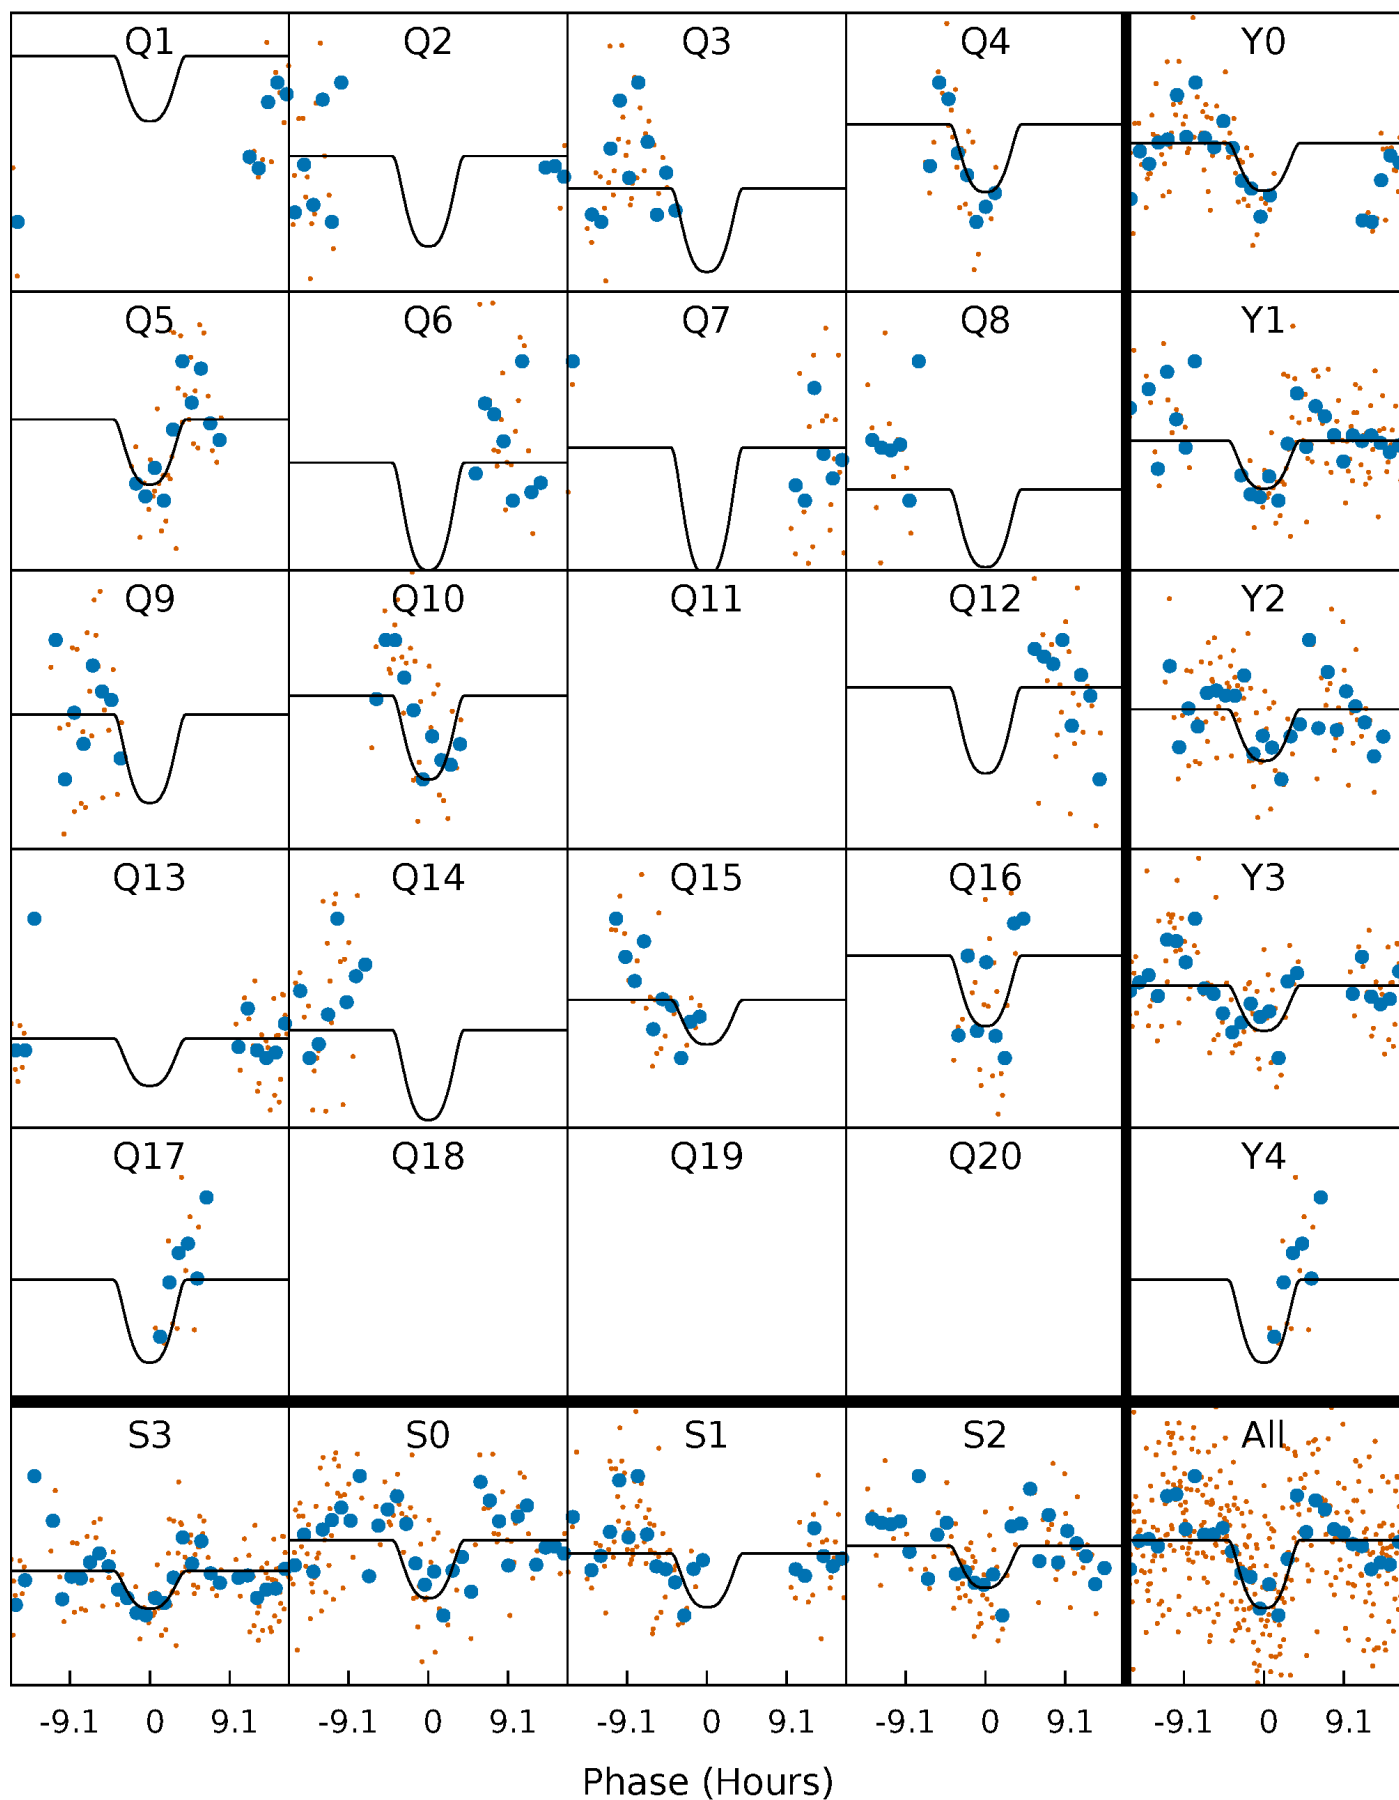 Q1 Q2 Q3 Q4 Y0
Q5 Q6 Q7 Q8 Y1
Q9 Q10 Q11 Q12 Y2
Q13 Q14 Q15 Q16 Y3
Q17 Q18 Q19 Q20 Y4
S3 S0 S1 S2 All
-9.1 0 9.1 -9.1 0 9.1 -9.1 0 9.1 -9.1 0 9.1 -9.1 0 9.1
Phase (Hours)